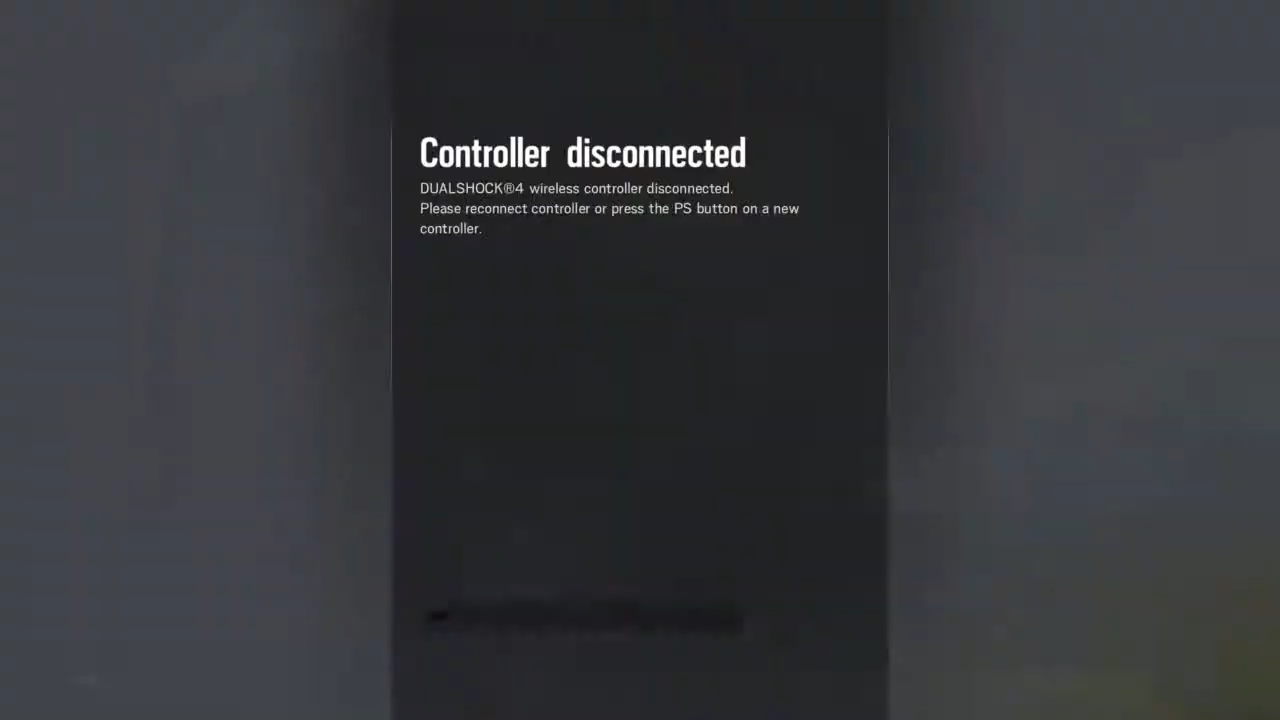 Controller disconnected
DUALSHOCK®4 wireless controller disconnected.
Please reconnect controller or press the PS button on a new
controller.